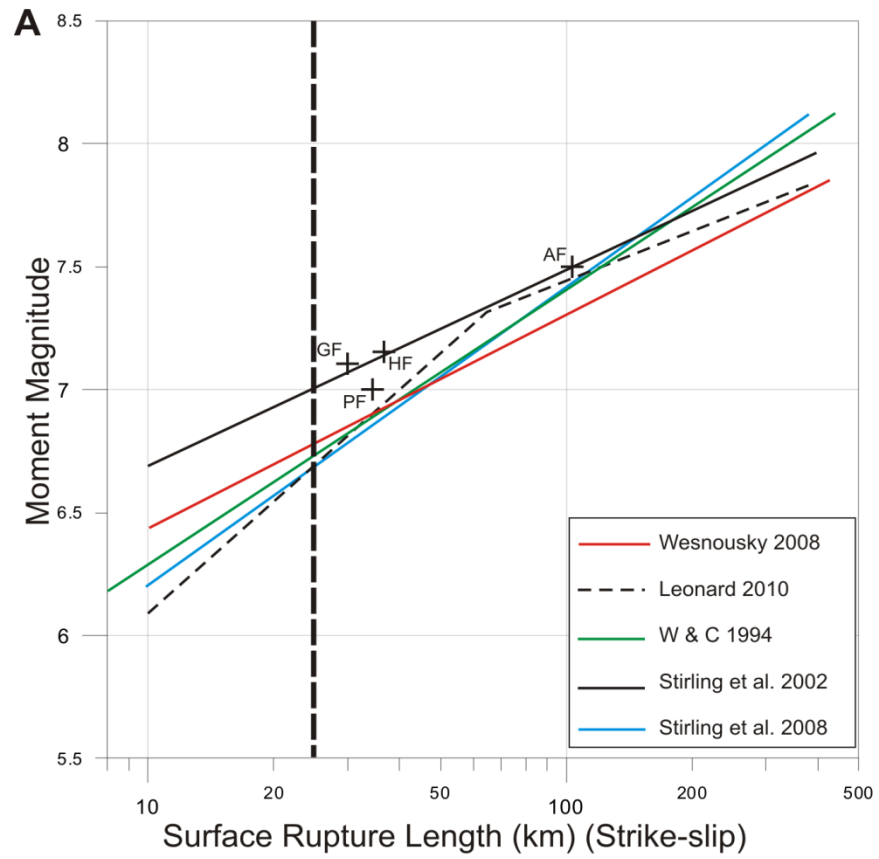 A
8.5
8
7.5
7
6.5
6
5.5
Moment Magnitude
AF
GF
HF
PF
Wesnousky 2008
Leonard 2010
W & C 1994
Stirling et al. 2002
Stirling et al. 2008
10
20
50
100
200
500
Surface Rupture Length (km) (Strike-slip)